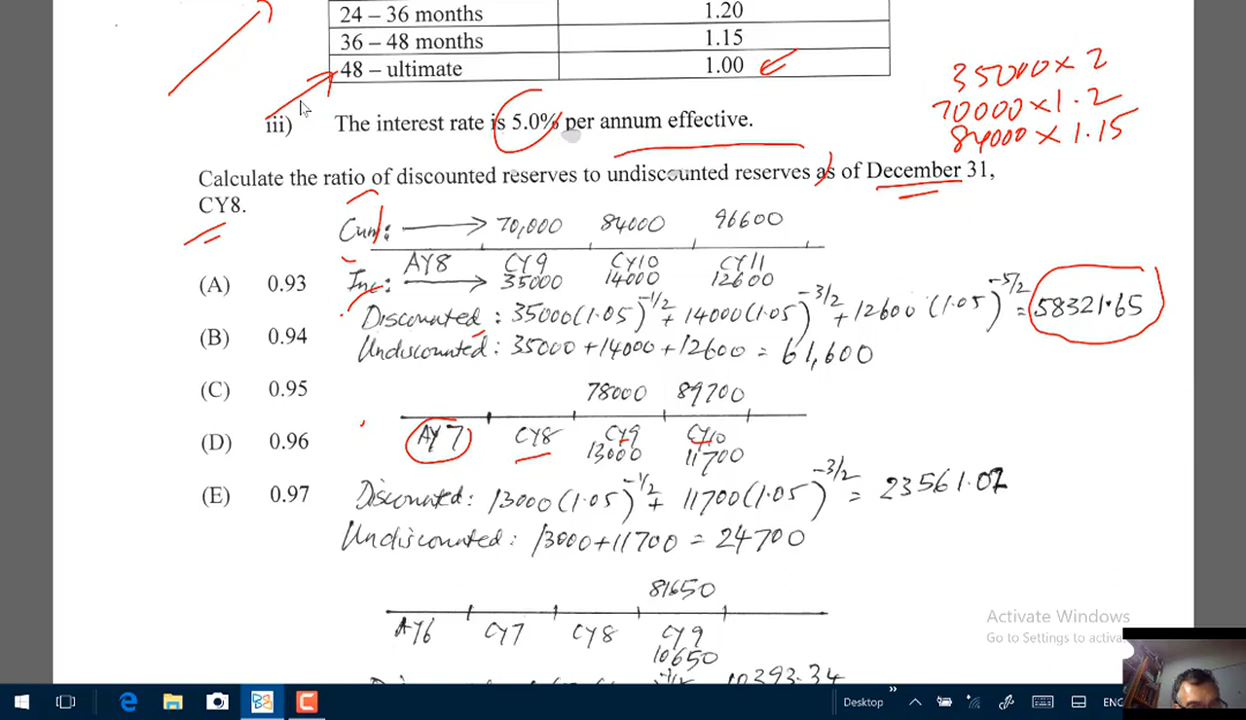 24 – 36 months 1.20
36 – 48 months 1.15
48 – ultimate 1.00
35000 × 2
70000 × 1.2
84000 × 1.15
iii) The interest rate is 5.0% per annum effective.
Calculate the ratio of discounted reserves to undiscounted reserves as of December 31,
CY8.
Cum: 70,000 84000 96600
AY8 CY9 CY10 CY11
Inc: 35000 14000 12600
(A) 0.93
Discounted : 35000(1.05)^-1/2 + 14000(1.05)^-3/2 + 12600 (1.05)^-5/2 = 58321.65
(B) 0.94
Undiscounted : 35000 + 14000 + 12600 = 61,600
(C) 0.95
78000 89700
AY7 CY8 CY9 CY10
13000 11700
(D) 0.96
(E) 0.97
Discounted: 13000(1.05)^-1/2 + 11700(1.05)^-3/2 = 23561.07
Undiscounted: 13000+11700 = 24700
81650
AY6 CY7 CY8 CY9
10650
10393.34
Activate Windows
Go to Settings to activa
Desktop
ENG